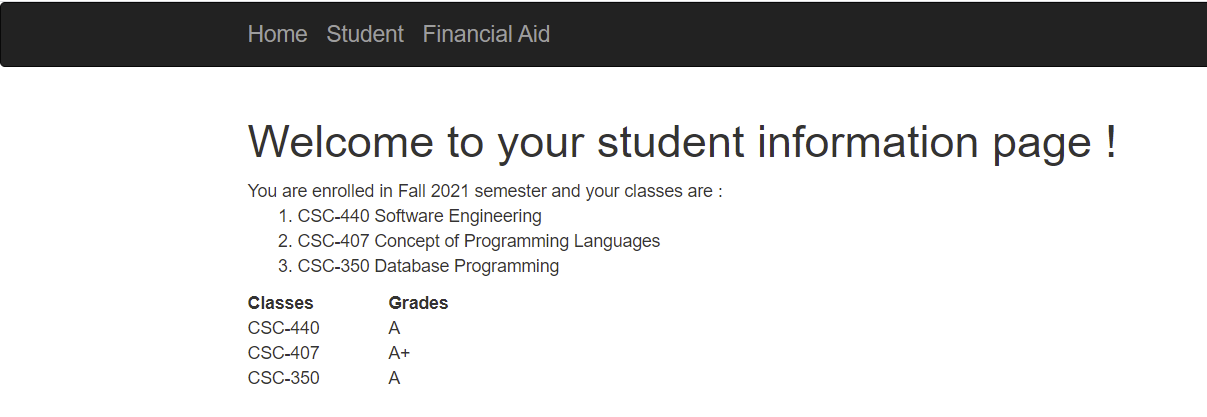 Home Student Financial Aid
Welcome to your student information page !
You are enrolled in Fall 2021 semester and your classes are :
1. CSC-440 Software Engineering
2. CSC-407 Concept of Programming Languages
3. CSC-350 Database Programming
Classes Grades
CSC-440 A
CSC-407 A+
CSC-350 A